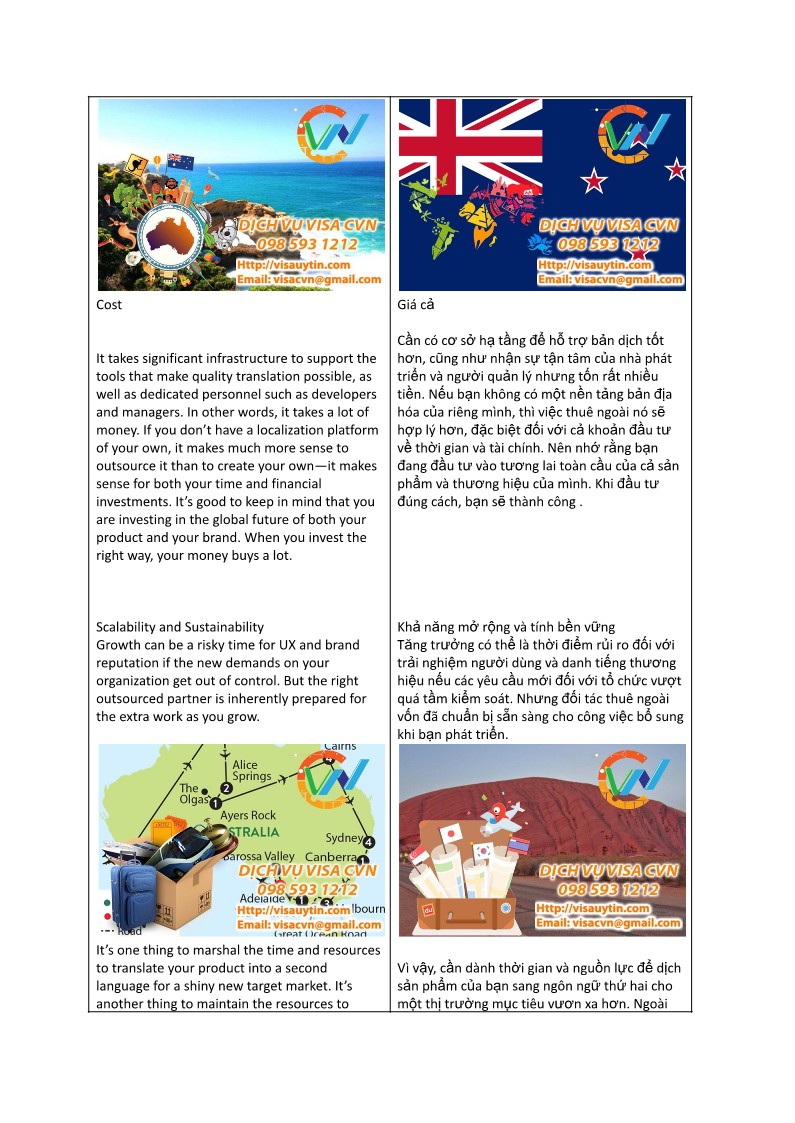 CVN
DỊCH VỤ VISA CVN
098 593 1212
Http://visauytin.com
Email: visacvn@gmail.com
Cost
It takes significant infrastructure to support the
tools that make quality translation possible, as
well as dedicated personnel such as developers
and managers. In other words, it takes a lot of
money. If you don’t have a localization platform
of your own, it makes much more sense to
outsource it than to create your own—it makes
sense for both your time and financial
investments. It’s good to keep in mind that you
are investing in the global future of both your
product and your brand. When you invest the
right way, your money buys a lot.
Scalability and Sustainability
Growth can be a risky time for UX and brand
reputation if the new demands on your
organization get out of control. But the right
outsourced partner is inherently prepared for
the extra work as you grow.
Cairns
Alice
Springs
The
Olgas
2
1
Ayers Rock
STRALIA
Sydney
4
Barossa Valley
Canberra
1
CVN
DỊCH VỤ VISA CVN
098 593 1212
Adelaide
1
3
lbourn
Http://visauytin.com
Email: visacvn@gmail.com
Road
Great Ocean Road
It’s one thing to marshal the time and resources
to translate your product into a second
language for a shiny new target market. It’s
another thing to maintain the resources to
CVN
DỊCH VỤ VISA CVN
098 593 1212
Http://visauytin.com
Email: visacvn@gmail.com
Giá cả
Cần có cơ sở hạ tầng để hỗ trợ bản dịch tốt
hơn, cũng như nhận sự tận tâm của nhà phát
triển và người quản lý nhưng tốn rất nhiều
tiền. Nếu bạn không có một nền tảng bản địa
hóa của riêng mình, thì việc thuê ngoài nó sẽ
hợp lý hơn, đặc biệt đối với cả khoản đầu tư
về thời gian và tài chính. Nên nhớ rằng bạn
đang đầu tư vào tương lai toàn cầu của cả sản
phẩm và thương hiệu của mình. Khi đầu tư
đúng cách, bạn sẽ thành công .
Khả năng mở rộng và tính bền vững
Tăng trưởng có thể là thời điểm rủi ro đối với
trải nghiệm người dùng và danh tiếng thương
hiệu nếu các yêu cầu mới đối với tổ chức vượt
quá tầm kiểm soát. Nhưng đối tác thuê ngoài
vốn đã chuẩn bị sẵn sàng cho công việc bổ sung
khi bạn phát triển.
CVN
DỊCH VỤ VISA CVN
098 593 1212
Http://visauytin.com
Email: visacvn@gmail.com
Vì vậy, cần dành thời gian và nguồn lực để dịch
sản phẩm của bạn sang ngôn ngữ thứ hai cho
một thị trường mục tiêu vươn xa hơn. Ngoài